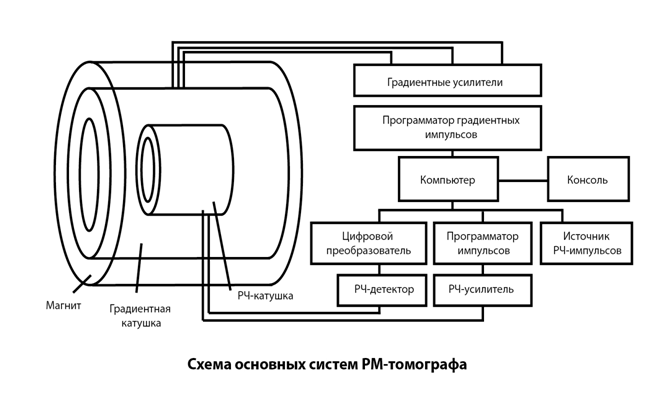 Градиентные усилители
Программатор градиентных
импульсов
Компьютер
Консоль
Цифровой
преобразователь
Программатор
импульсов
Источник
РЧ-импульсов
РЧ-детектор
РЧ-усилитель
РЧ-катушка
Магнит
Градиентная
катушка
Схема основных систем РМ-томографа